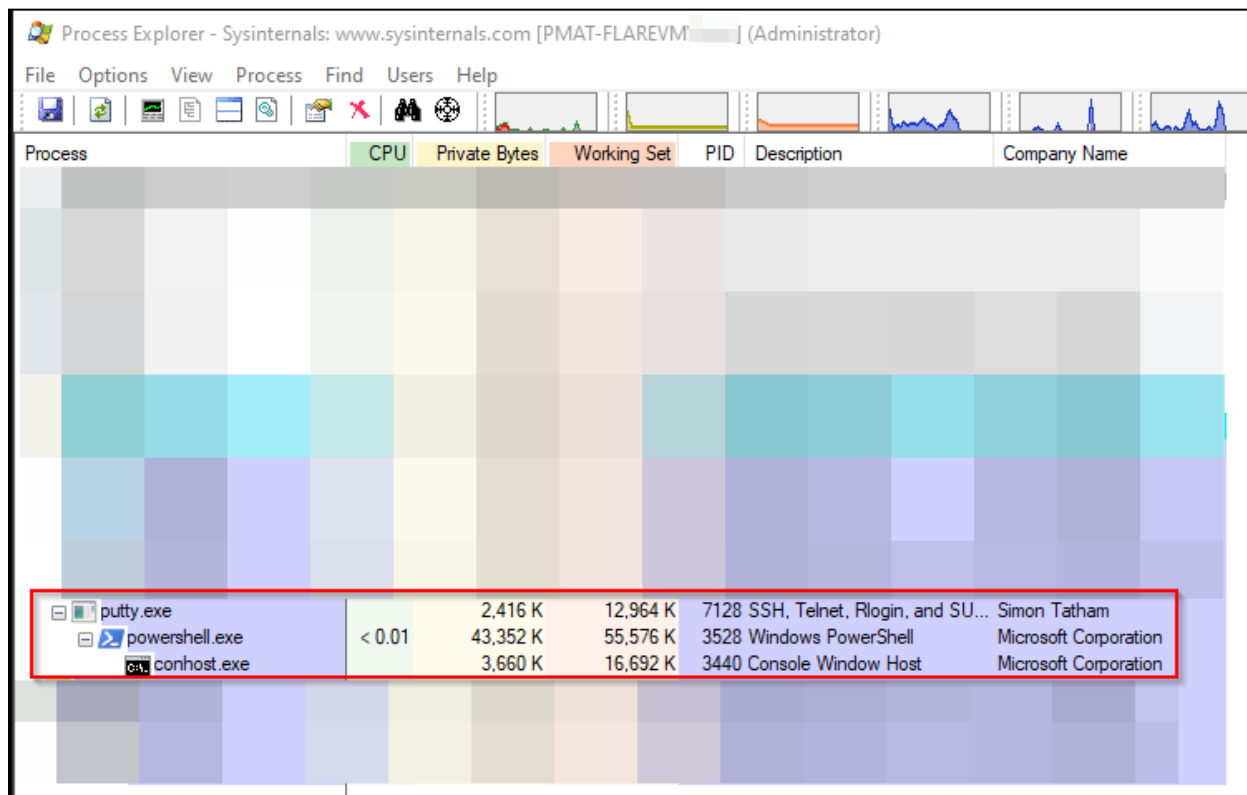 Process Explorer - Sysinternals: www.sysinternals.com [PMAT-FLAREVM ] (Administrator)
File Options View Process Find Users Help
Process CPU Private Bytes Working Set PID Description Company Name
putty.exe 2,416 K 12,964 K 7128 SSH, Telnet, Rlogin, and SU... Simon Tatham
powershell.exe < 0.01 43,352 K 55,576 K 3528 Windows PowerShell Microsoft Corporation
conhost.exe 3,660 K 16,692 K 3440 Console Window Host Microsoft Corporation